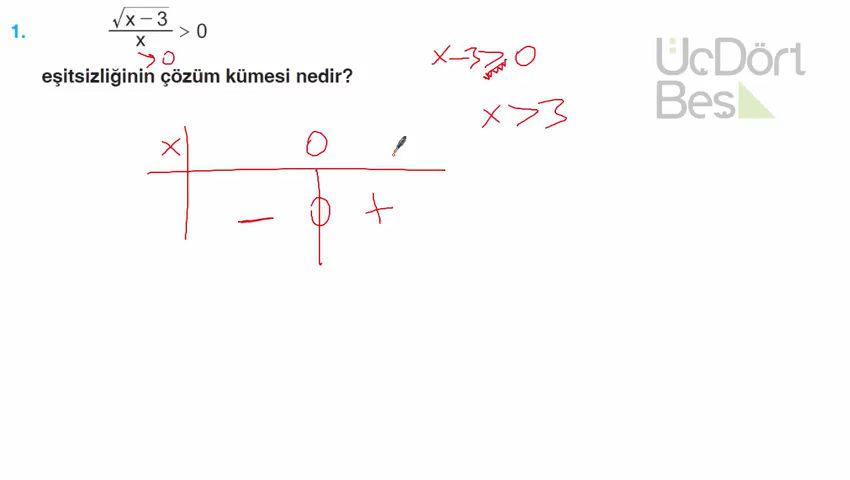 1. √(x − 3) / x > 0
→ 0
eşitsizliğinin çözüm kümesi nedir?
x − 3 ≥ 0
x > 3
ÜçDört
Beş
x 0
− 0 +